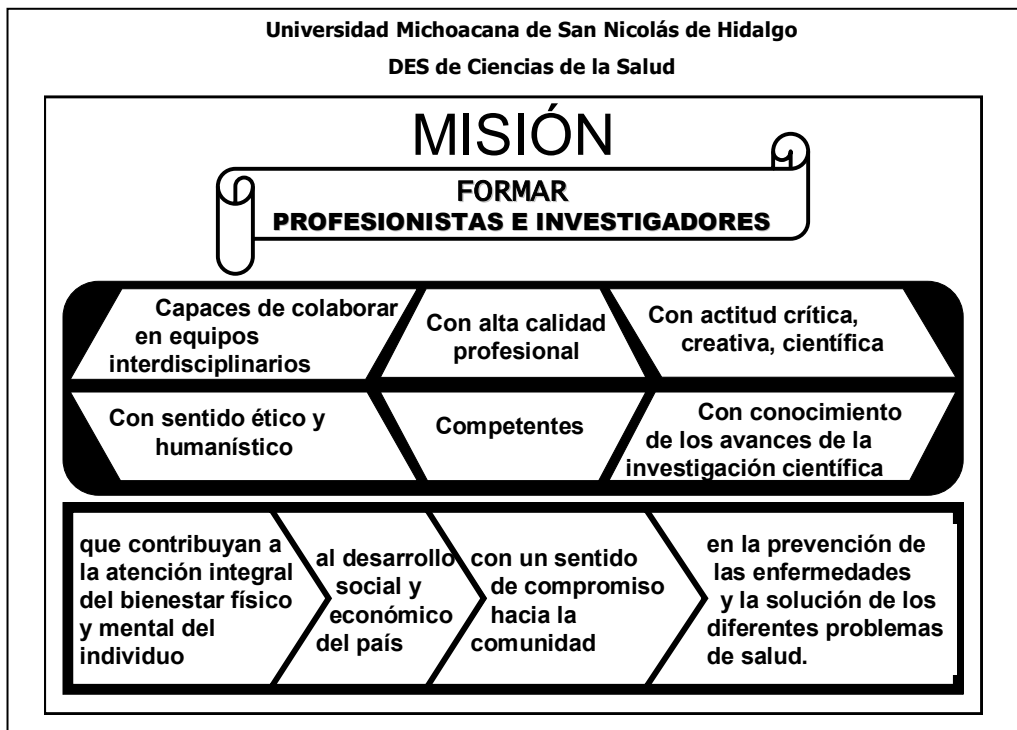 Universidad Michoacana de San Nicolás de Hidalgo
DES de Ciencias de la Salud
MISIÓN
FORMAR
PROFESIONISTAS E INVESTIGADORES
Capaces de colaborar
en equipos
interdisciplinarios
Con alta calidad
profesional
Con actitud crítica,
creativa, científica
Con sentido ético y
humanístico
Competentes
Con conocimiento
de los avances de la
investigación científica
que contribuyan a
la atención integral
del bienestar físico
y mental del
individuo
al desarrollo
social y
económico
del país
con un sentido
de compromiso
hacia la
comunidad
en la prevención de
las enfermedades
y la solución de los
diferentes problemas
de salud.